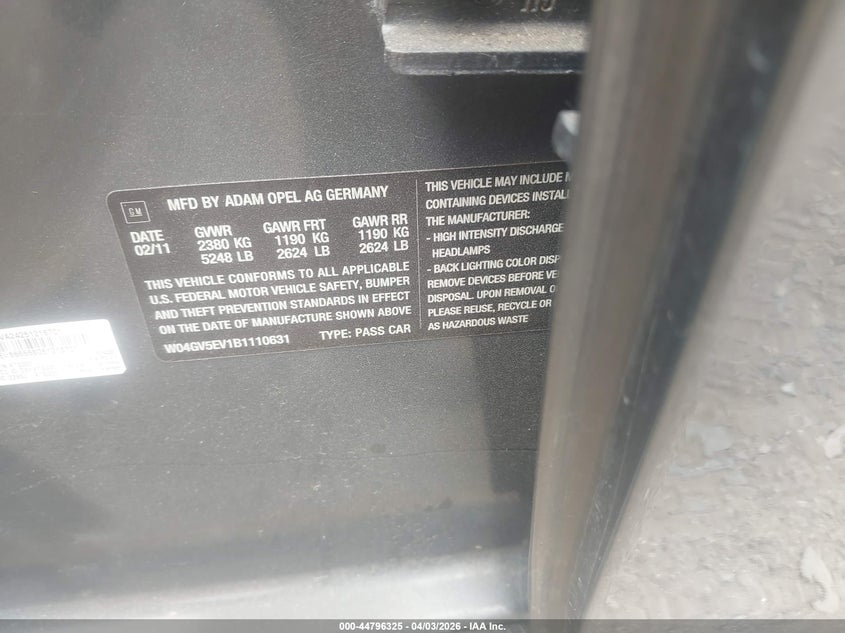 115
GM
MFD BY ADAM OPEL AG GERMANY
DATE GVWR GAWR FRT GAWR RR
02/11 2380 KG 1190 KG 1190 KG
5248 LB 2624 LB 2624 LB
THIS VEHICLE CONFORMS TO ALL APPLICABLE
U.S. FEDERAL MOTOR VEHICLE SAFETY, BUMPER
AND THEFT PREVENTION STANDARDS IN EFFECT
ON THE DATE OF MANUFACTURE SHOWN ABOVE
W04GV5EV1B1110631 TYPE: PASS CAR
THIS VEHICLE MAY INCLUDE
CONTAINING DEVICES INSTALL
THE MANUFACTURER:
- HIGH INTENSITY DISCHARGE
HEADLAMPS
- BACK LIGHTING COLOR DISP
REMOVE DEVICES BEFORE VE
DISPOSAL. UPON REMOVAL O
PLEASE REUSE, RECYCLE OR
AS HAZARDOUS WASTE
000-44796325 - 04/03/2026 - IAA Inc.